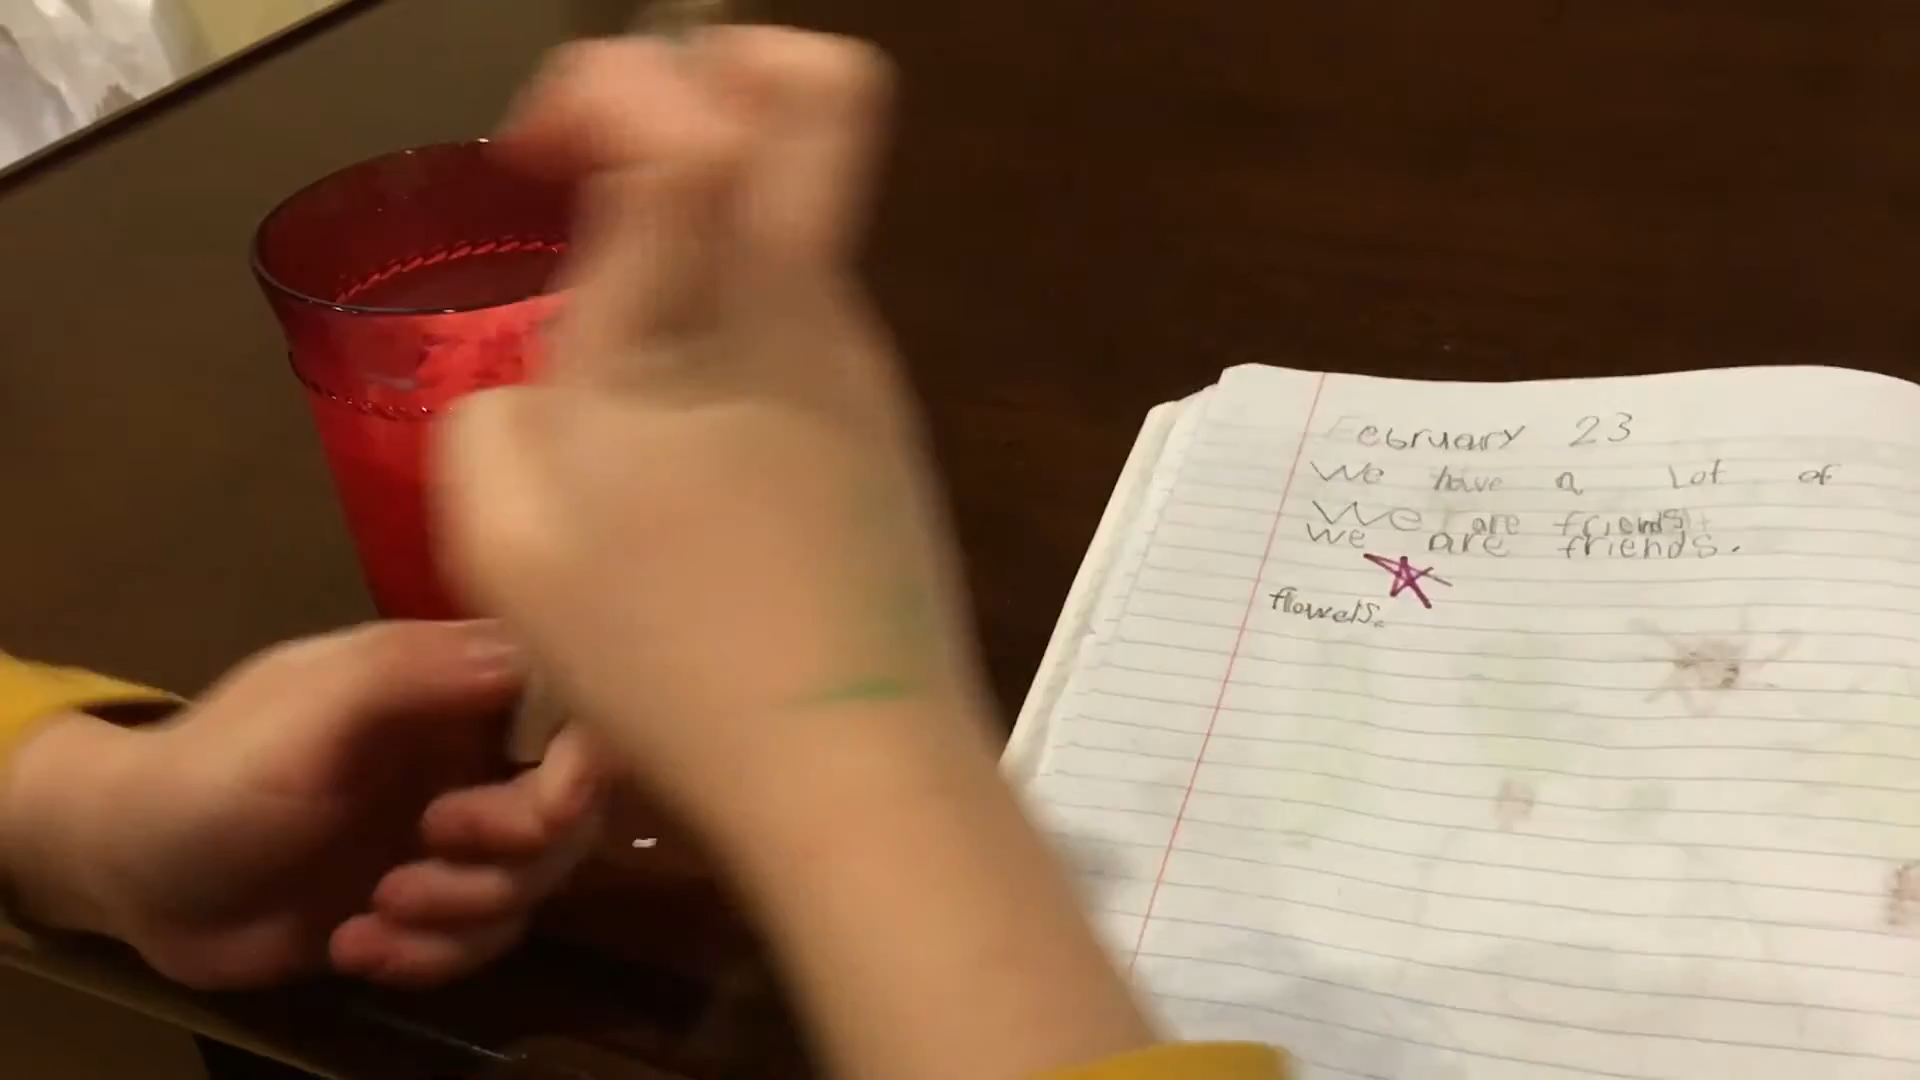 February 23
We have a Lot of
We are friends
We are friends.
flowers.